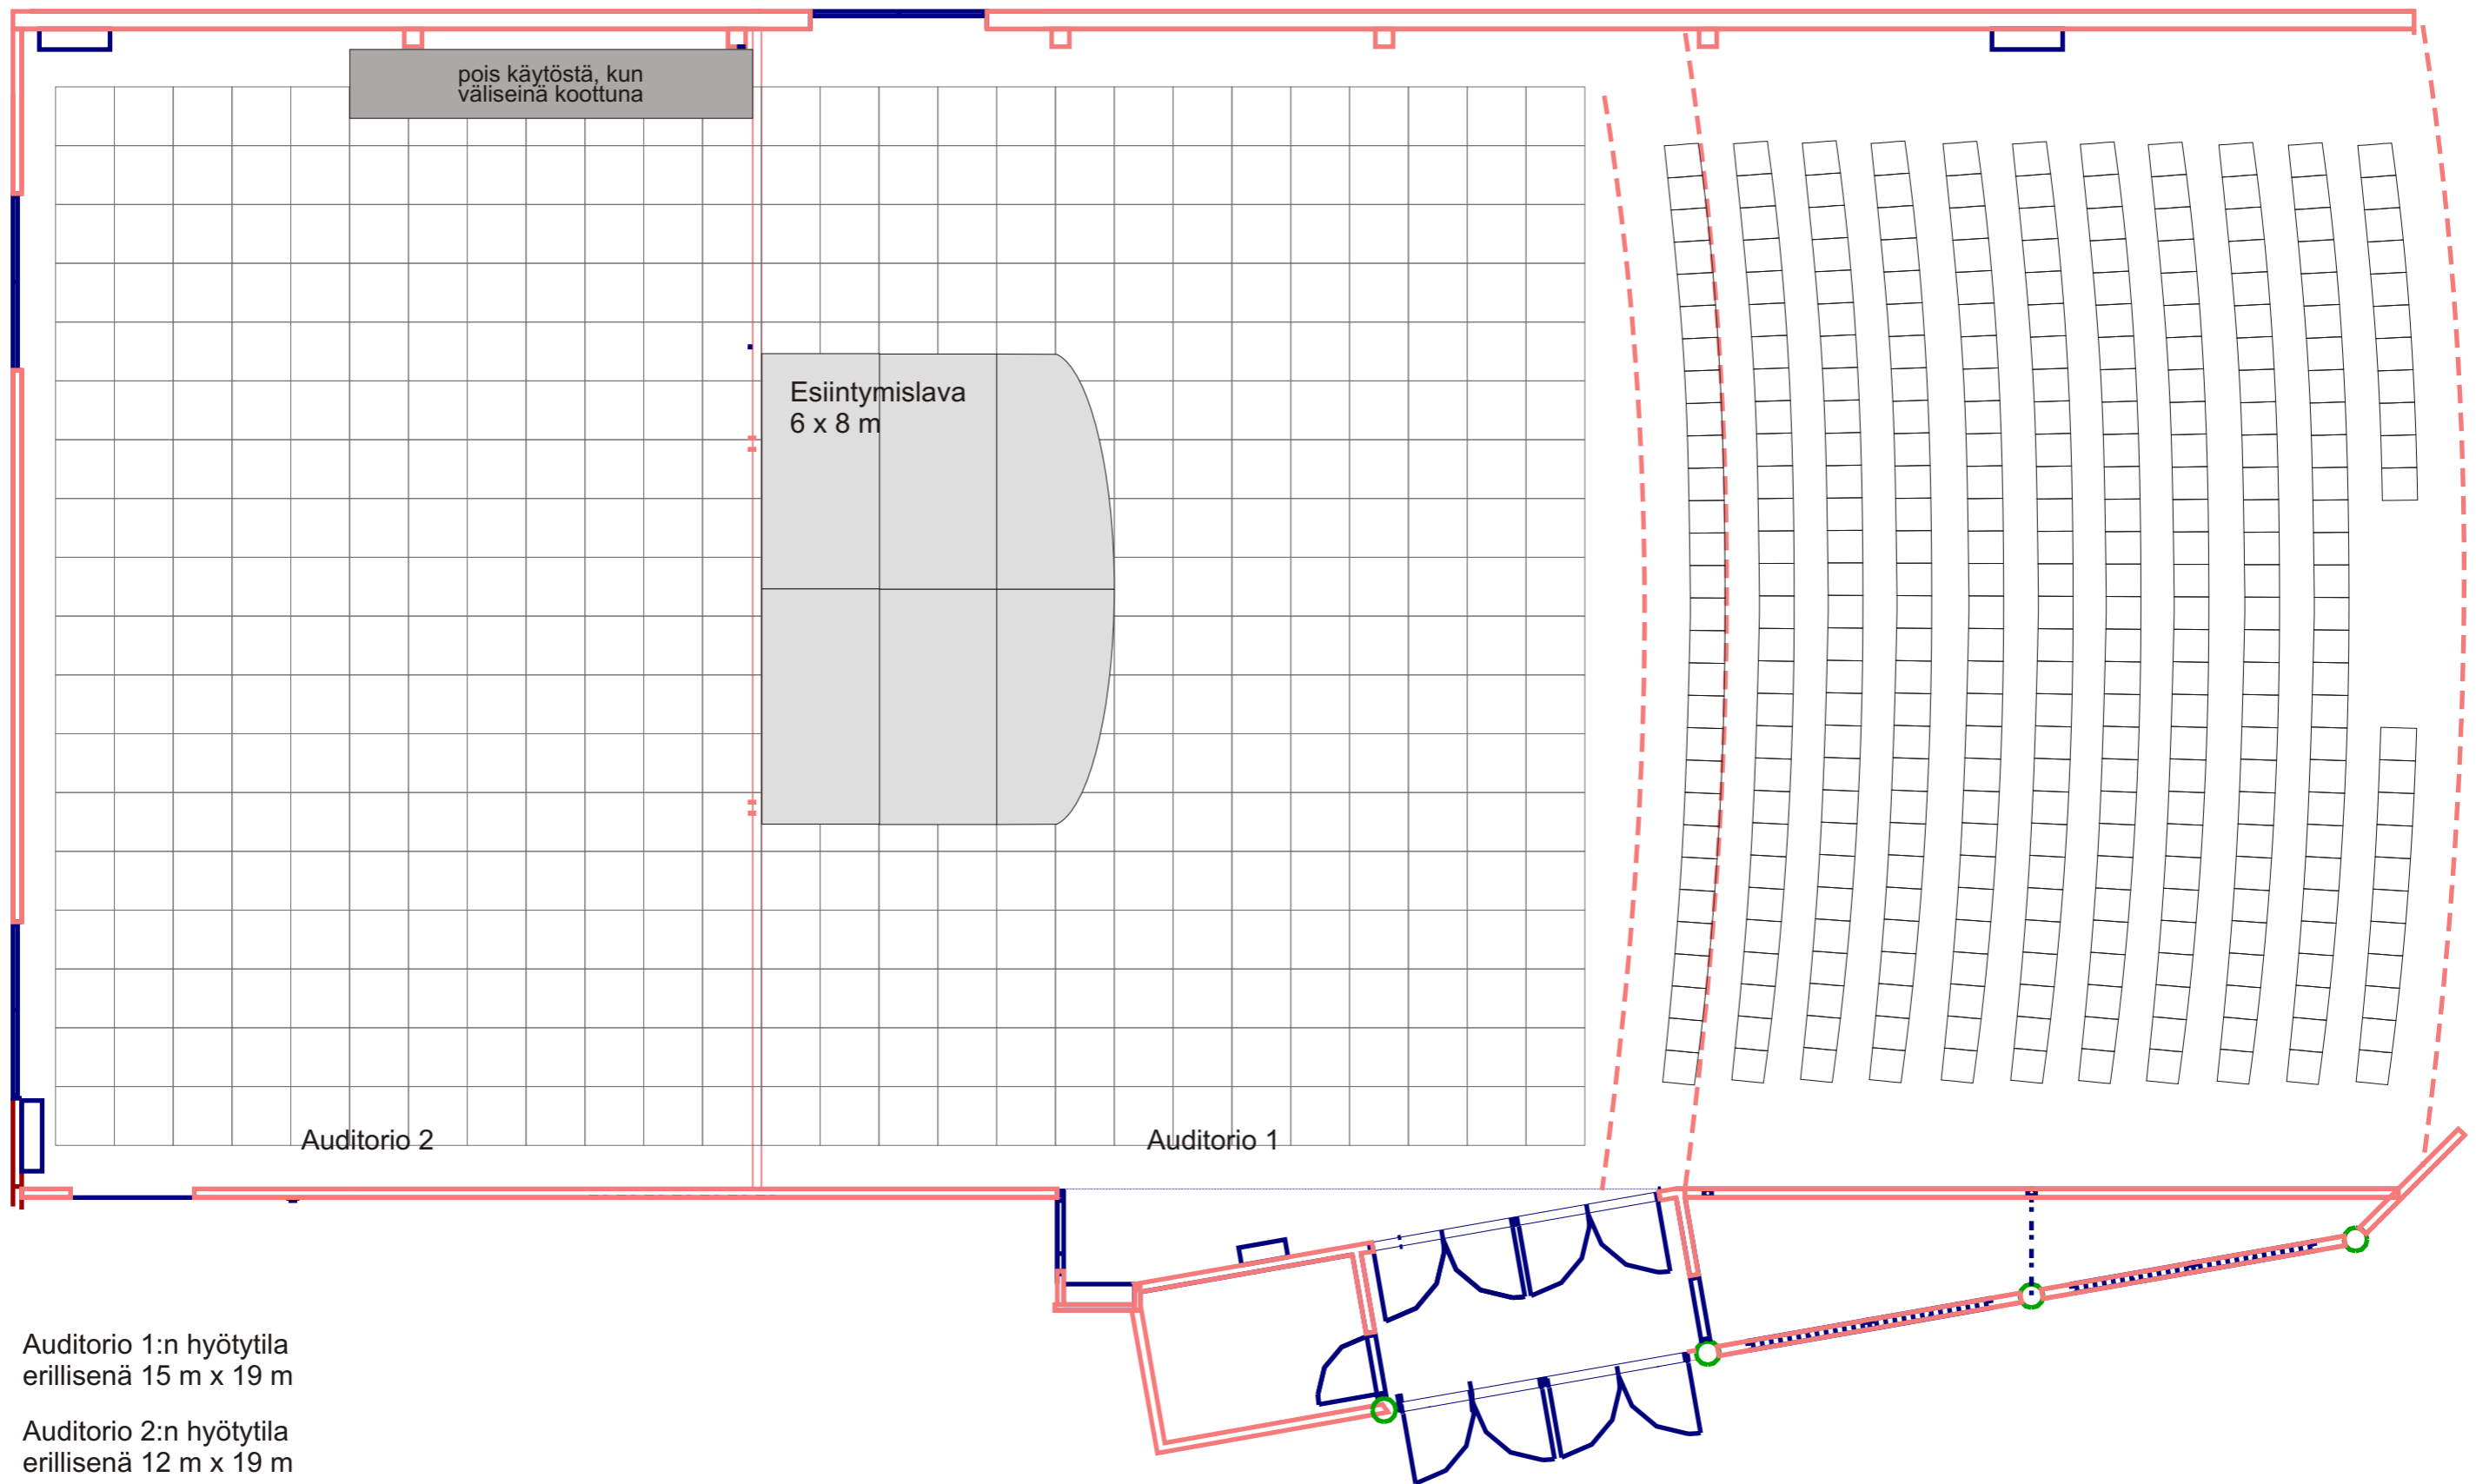 pois käytöstä, kun
väliseinä koottuna
Esiintymislava
6 x 8 m
Auditorio 2
Auditorio 1
Auditorio 1:n hyötytila
erillisenä 15 m x 19 m
Auditorio 2:n hyötytila
erillisenä 12 m x 19 m